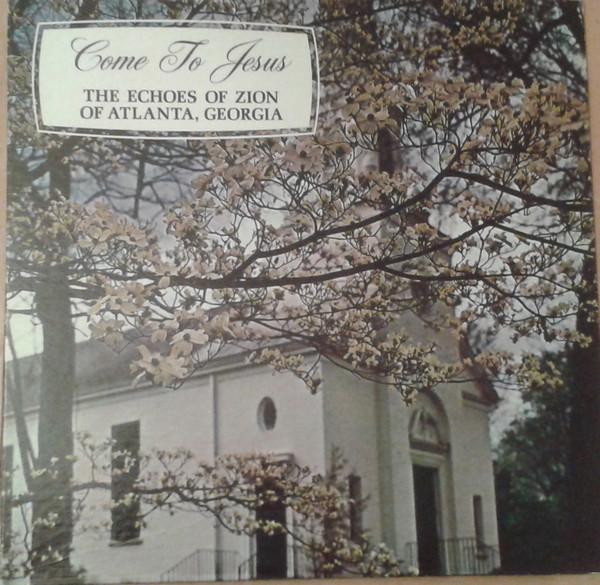 Come To Jesus
THE ECHOES OF ZION
OF ATLANTA, GEORGIA